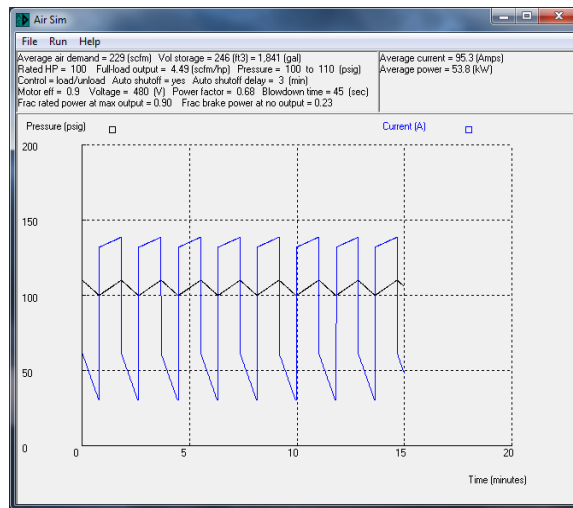 Air Sim
File Run Help
Average air demand = 229 (scfm) Vol storage = 246 (ft3) = 1,841 (gal)
Rated HP = 100 Full-load output = 4.49 (scfm/hp) Pressure = 100 to 110 (psig)
Control = load/unload Auto shutoff = yes Auto shutoff delay = 3 (min)
Motor eff = 0.9 Voltage = 480 (V) Power factor = 0.68 Blowdown time = 45 (sec)
Frac rated power at max output = 0.90 Frac brake power at no output = 0.23
Average current = 95.3 (Amps)
Average power = 53.8 (kW)
Pressure (psig)
Current (A)
200
150
100
50
0
0 5 10 15 20
Time (minutes)